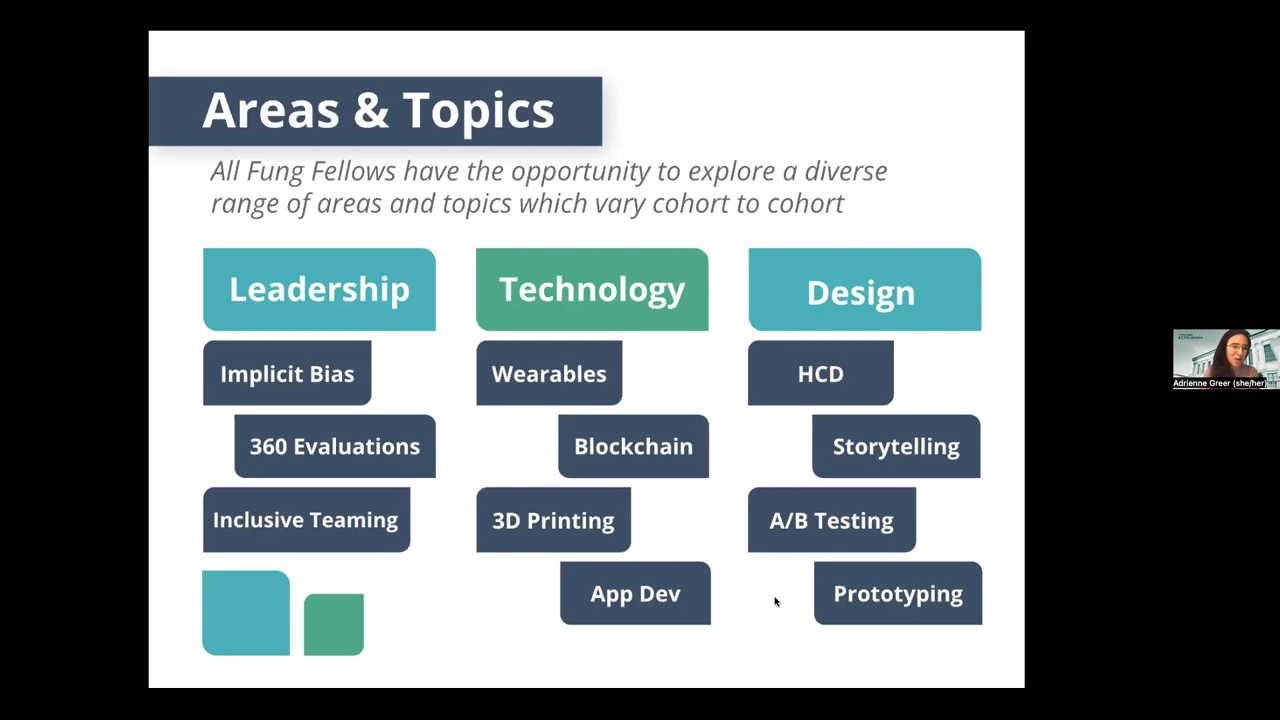 Areas & Topics
All Fung Fellows have the opportunity to explore a diverse
range of areas and topics which vary cohort to cohort
Leadership
Implicit Bias
360 Evaluations
Inclusive Teaming
Technology
Wearables
Blockchain
3D Printing
App Dev
Design
HCD
Storytelling
A/B Testing
Prototyping
Adrienne Greer (she/her)